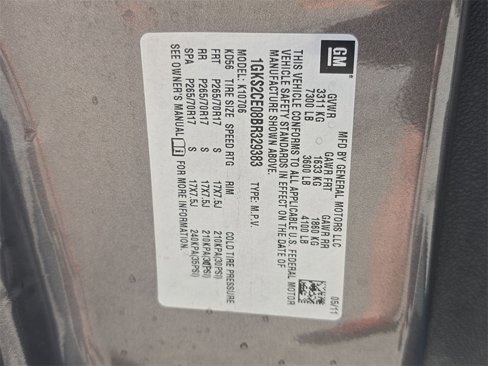 GM
MFD BY GENERAL MOTORS LLC
05/11
GVWR GAWR FRT GAWR RR
3311 KG 1633 KG 1860 KG
7300 LB 3600 LB 4100 LB
THIS VEHICLE CONFORMS TO ALL APPLICABLE U.S. FEDERAL MOTOR
VEHICLE SAFETY STANDARDS IN EFFECT ON THE DATE OF
MANUFACTURE SHOWN ABOVE.
1GKS2CE08BR329383 TYPE: M.P.V.
MODEL: K10706
KD56 TIRE SIZE SPEED RTG RIM COLD TIRE PRESSURE
FRT P265/70R17 S 17X7.5J 210KPA(30PSI)
RR P265/70R17 S 17X7.5J 210KPA(30PSI)
SPA P265/70R17 S 17X7.5J 240KPA(35PSI)
SEE OWNER'S MANUAL FOR MORE INFORMATION.